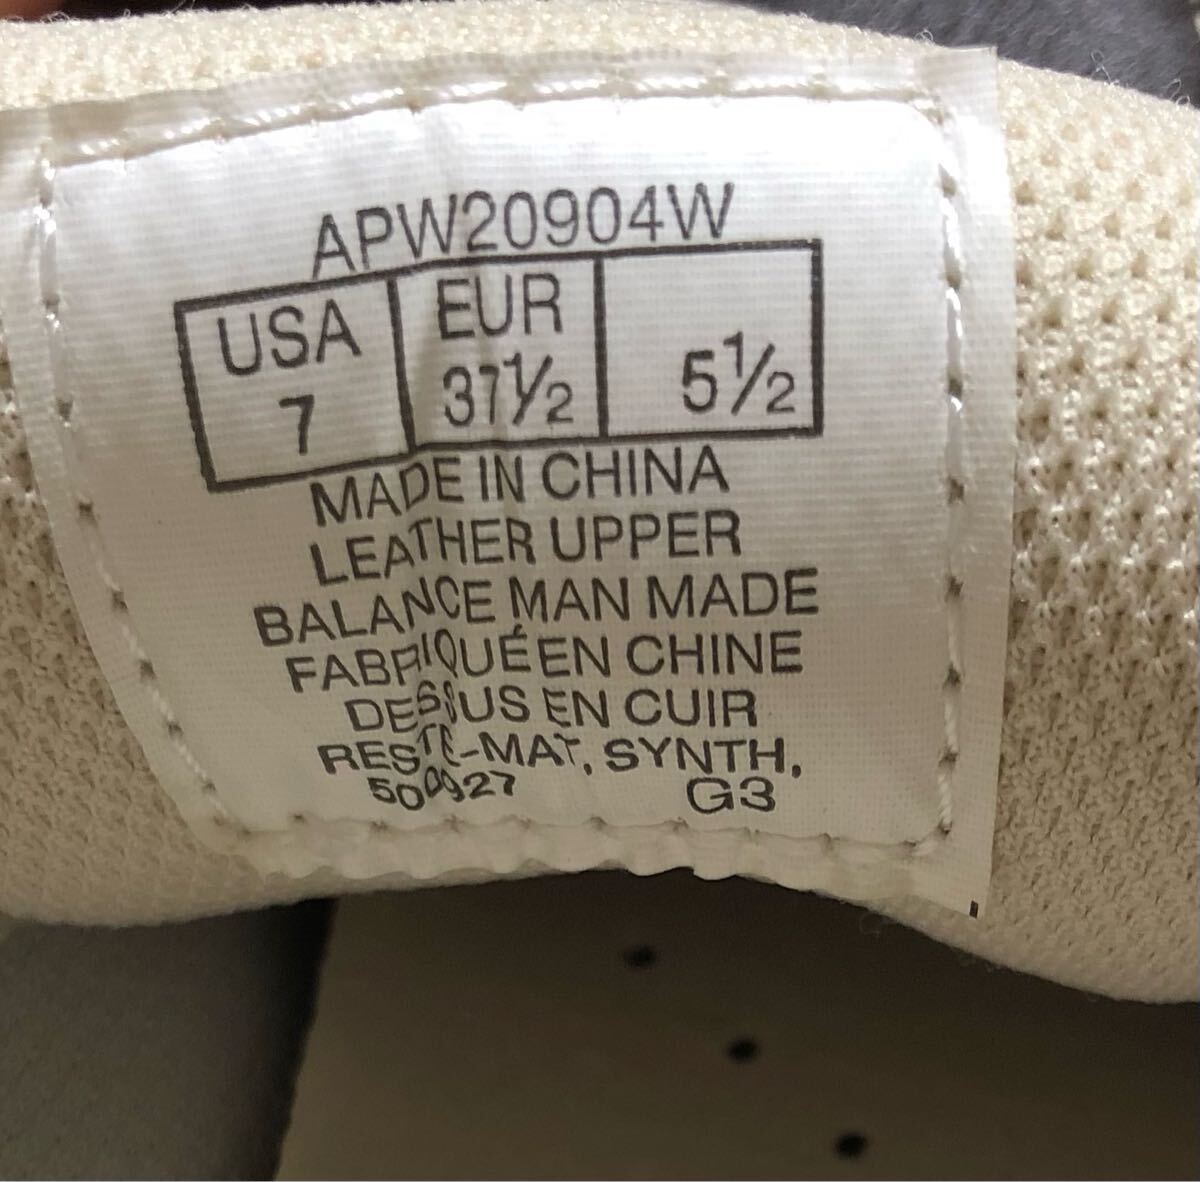 APW20904W
USA EUR
7 37½ 5½
MADE IN CHINA
LEATHER UPPER
BALANCE MAN MADE
FABRIQUÉ EN CHINE
DESSUS EN CUIR
RESTE-MAT, SYNTH,
500927 G3